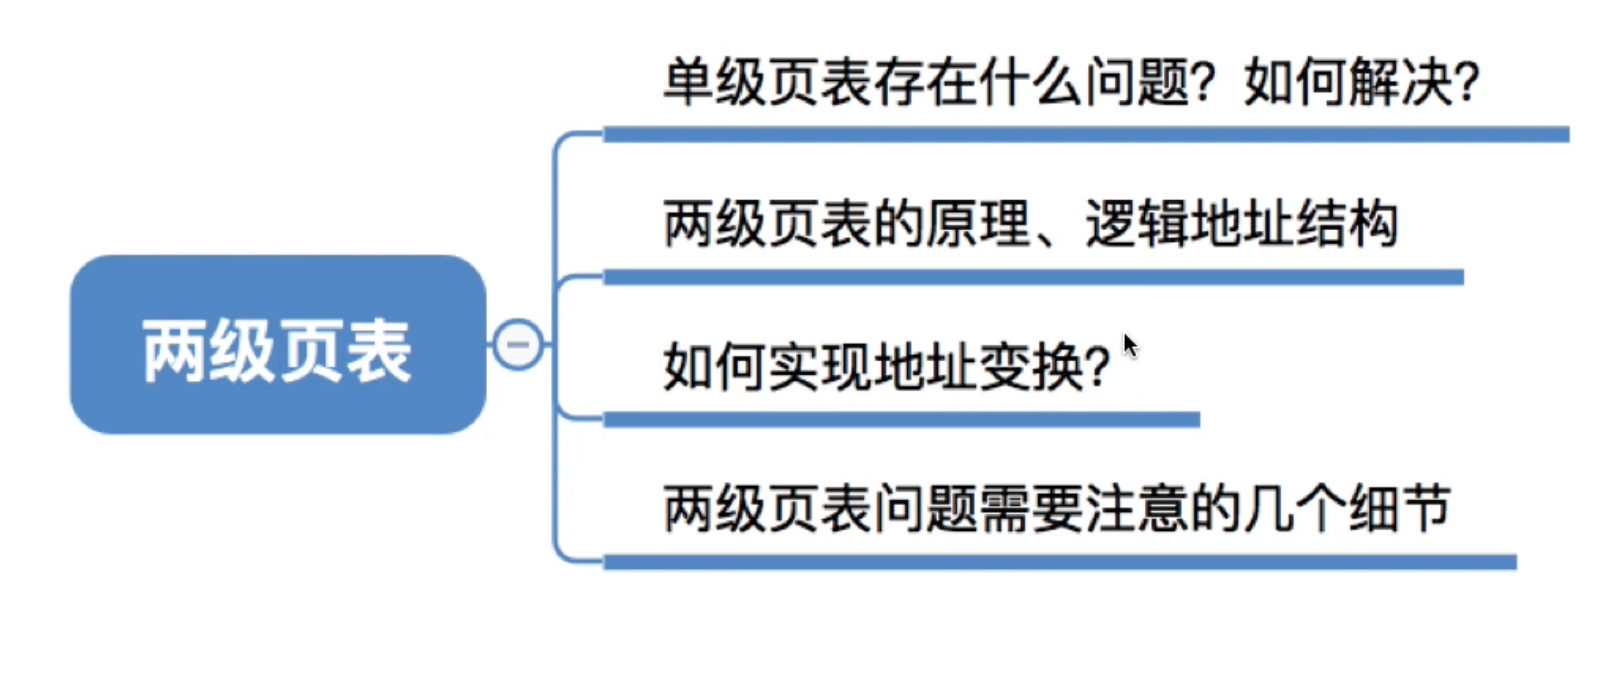 单级页表存在什么问题？如何解决？
两级页表的原理、逻辑地址结构
两级页表
如何实现地址变换？
两级页表问题需要注意的几个细节